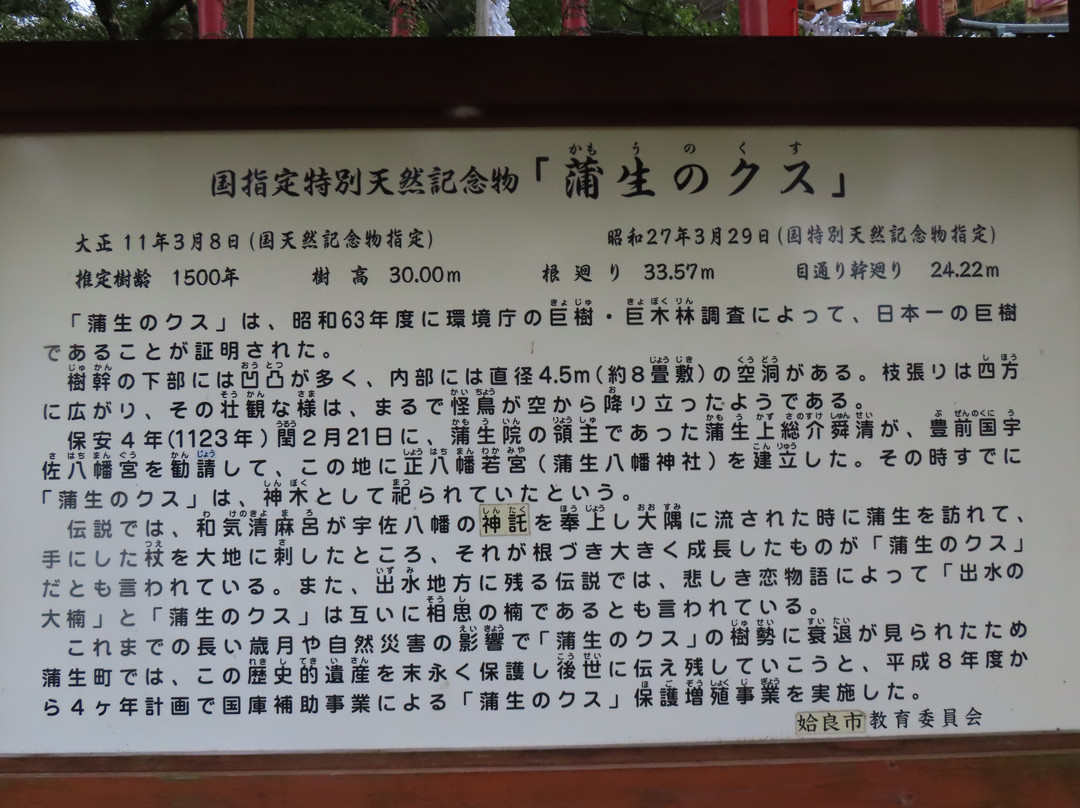 国指定特別天然記念物「蒲生のクス」
大正11年3月8日(国天然記念物指定) 昭和27年3月29日(国特別天然記念物指定)
推定樹齢 1500年 樹高 30.00m 根廻り 33.57m 目通り幹廻り 24.22m
「蒲生のクス」は、昭和63年度に環境庁の巨樹・巨木林調査によって、日本一の巨樹
であることが証明された。
樹幹の下部には凹凸が多く、内部には直径4.5m(約8畳敷)の空洞がある。枝張りは四方
に広がり、その壮観な様は、まるで怪鳥が空から降り立ったようである。
保安4年(1123年)閏2月21日に、蒲生院の領主であった蒲生上総介舜清が、豊前国宇
佐八幡宮を勧請して、この地に正八幡若宮(蒲生八幡神社)を建立した。その時すでに
「蒲生のクス」は、神木として祀られていたという。
伝説では、和気清麻呂が宇佐八幡の神託を奉上し大隅に流された時に蒲生を訪れて、
手にした杖を大地に刺したところ、それが根づき大きく成長したものが「蒲生のクス」
だとも言われている。また、出水地方に残る伝説では、悲しき恋物語によって「出水の
大楠」と「蒲生のクス」は互いに相思の楠であるとも言われている。
これまでの長い歳月や自然災害の影響で「蒲生のクス」の樹勢に衰退が見られたため
蒲生町では、この歴史的遺産を末永く保護し後世に伝え残していこうと、平成8年度か
ら4ヶ年計画で国庫補助事業による「蒲生のクス」保護増殖事業を実施した。
姶良市教育委員会